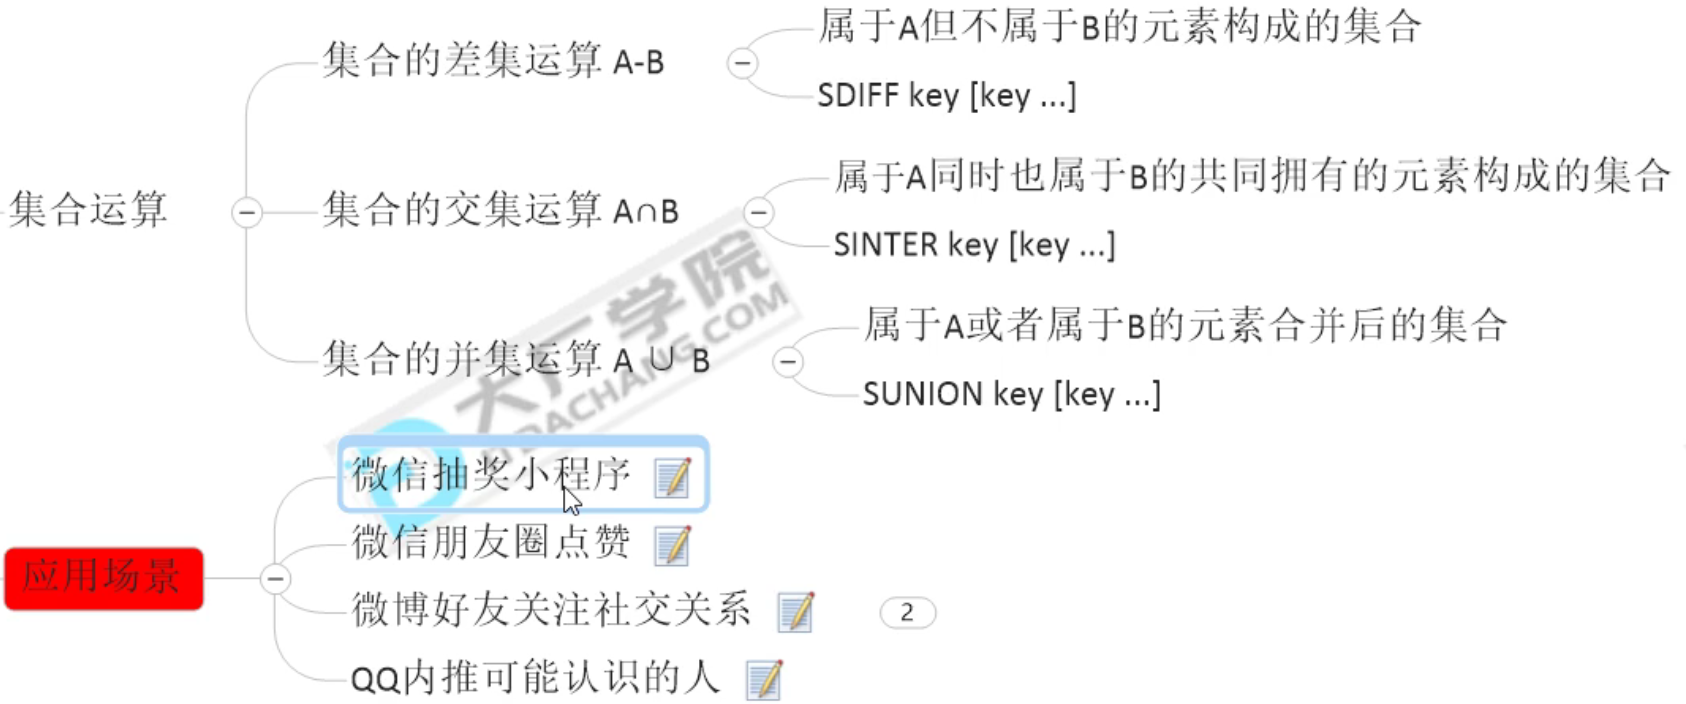 集合运算
集合的差集运算 A-B
属于A但不属于B的元素构成的集合
SDIFF key [key ...]
集合的交集运算 A∩B
属于A同时也属于B的共同拥有的元素构成的集合
SINTER key [key ...]
集合的并集运算 A ∪ B
属于A或者属于B的元素合并后的集合
SUNION key [key ...]
大厂学院
ITDACHANG.COM
应用场景
微信抽奖小程序
微信朋友圈点赞
微博好友关注社交关系
2
QQ内推可能认识的人